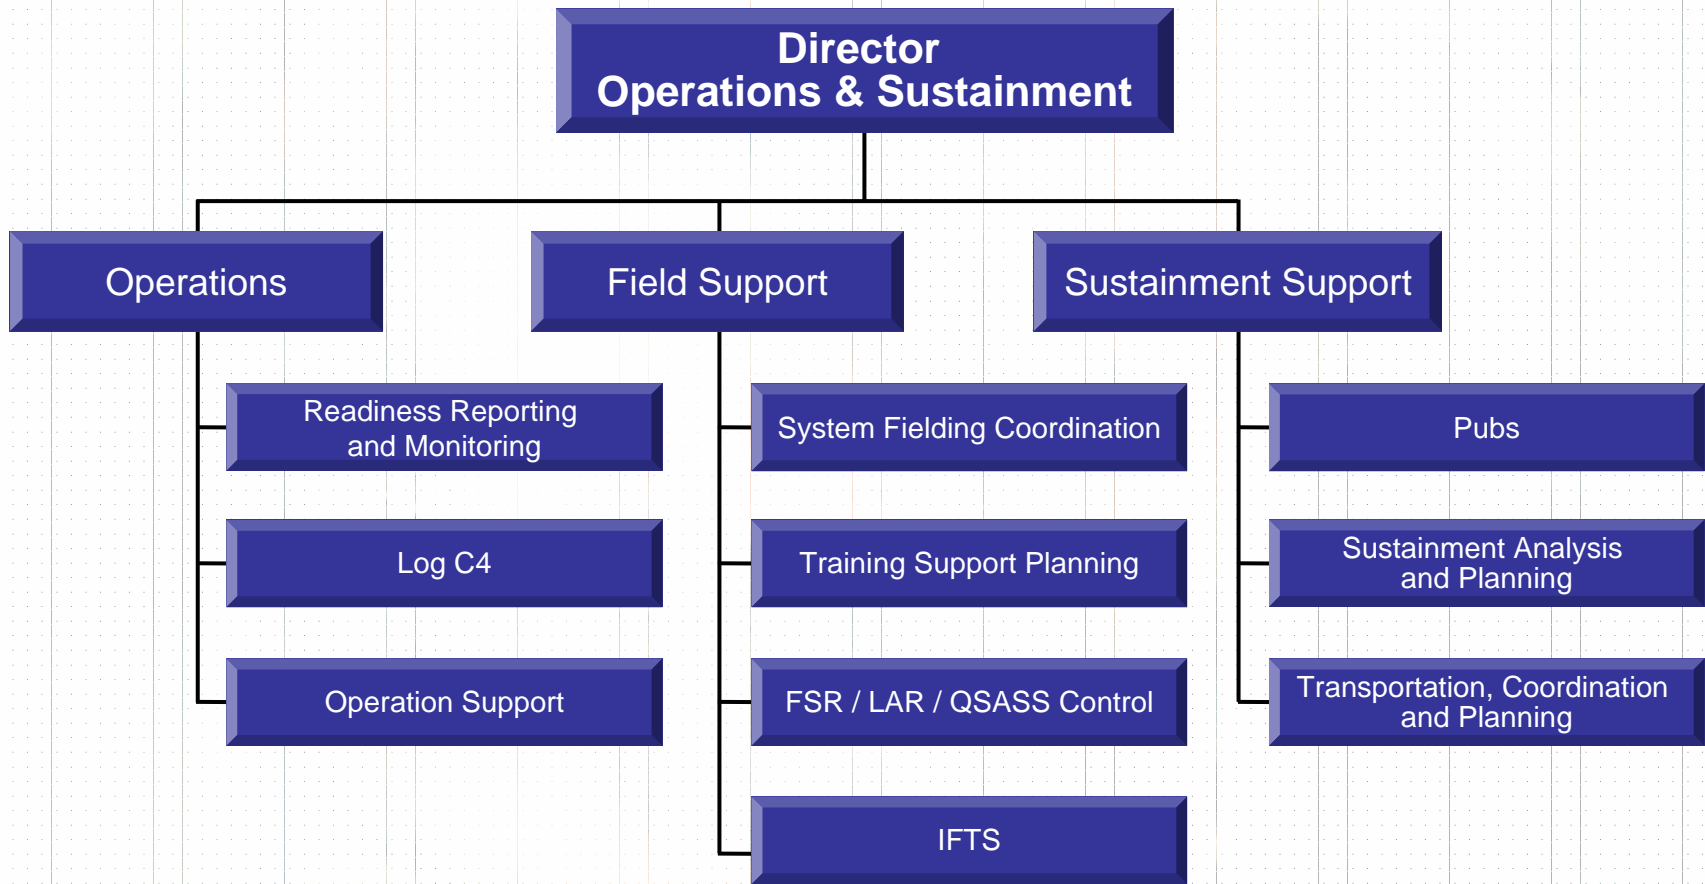 Director
Operations & Sustainment
Operations
Field Support
Sustainment Support
Readiness Reporting
and Monitoring
Log C4
Operation Support
System Fielding Coordination
Training Support Planning
FSR / LAR / QSASS Control
IFTS
Pubs
Sustainment Analysis
and Planning
Transportation, Coordination
and Planning